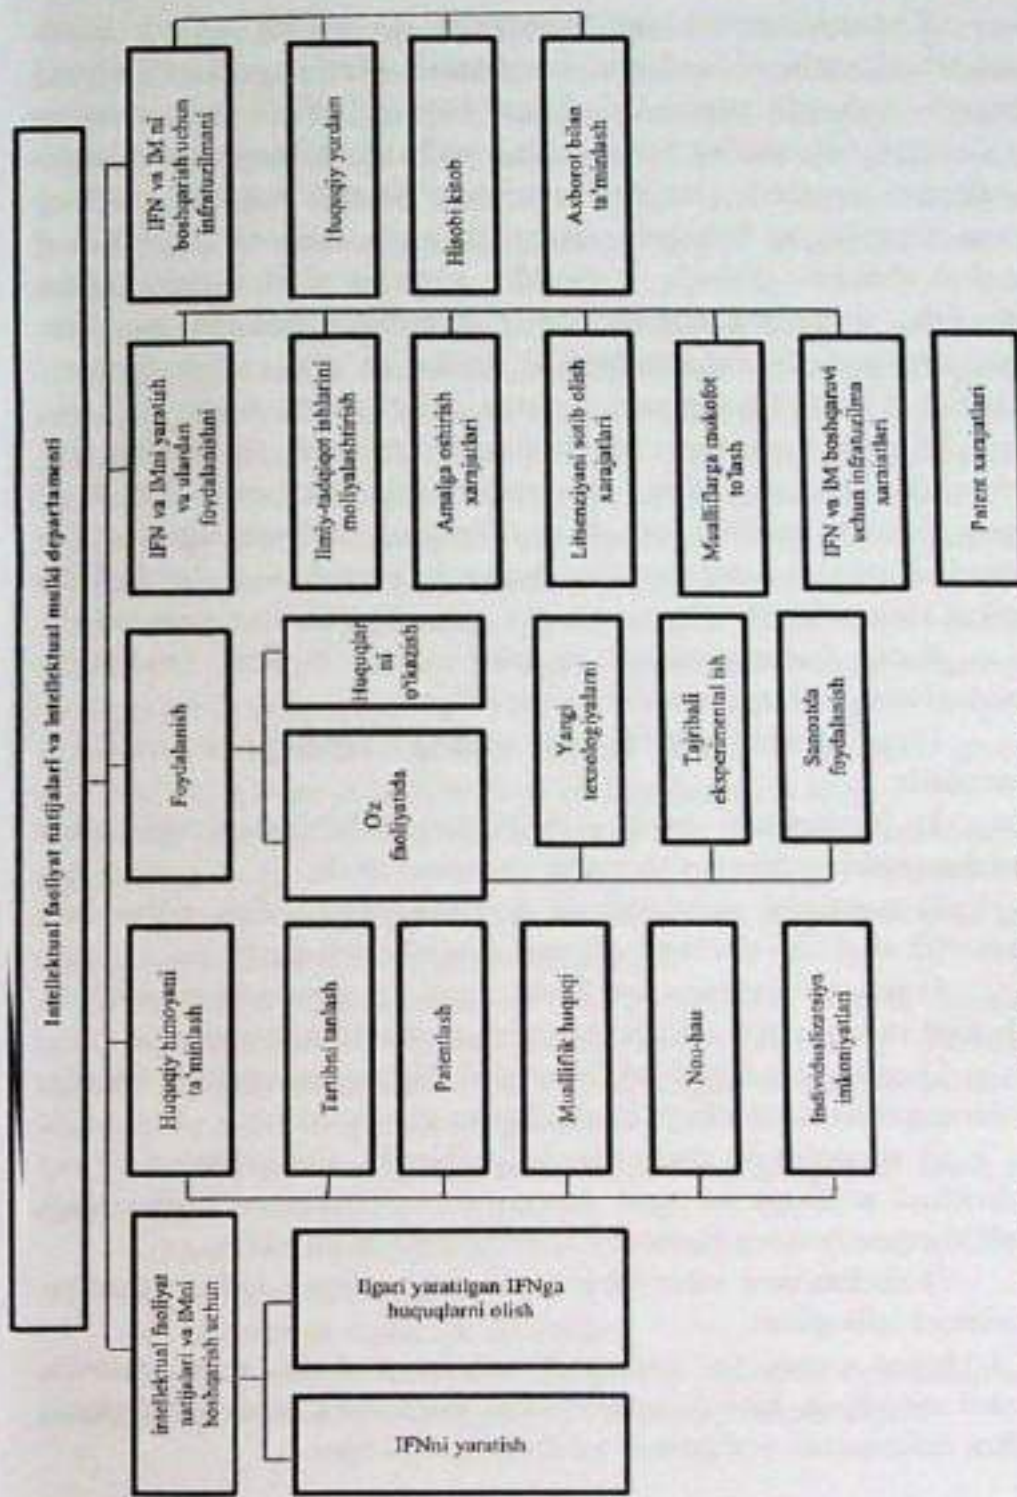 Intellektual faoliyat natijalari va intellektual mulki departamenti
intellektual faoliyat
natijalari va IMni
boshqarish uchun
IFNni yaratish
Ilgari yaratilgan IFNga
huquqlarni olish
Huquqiy himoyani
ta'minlash
Tartibni tanlash
Patentlash
Mualliflik huquqi
Nou-hau
Individualizatsiya
imkoniyatlari
Foydalanish
O'z
faoliyatida
Huquqlar
ni
o'tkazish
Yangi
texnologiyalarni
Tajribali
eksperimental ish
Sanoatda
foydalanish
IFN va IMni yaratish
va ulardan
foydalanishni
Ilmiy-tadqiqot ishlarini
moliyalashtirish
Amalga oshirish
xarajatlari
Litsenziyani sotib olish
xarajatlari
Mualliflarga mukofot
to'lash
IFN va IM boshqaruvi
uchun infratuzilma
xarajatlari
Patent xarajatlari
IFN va IM ni
boshqarish uchun
infratuzilmani
Huquqiy yordam
Hisobi kitob
Axborot bilan
ta'minlash